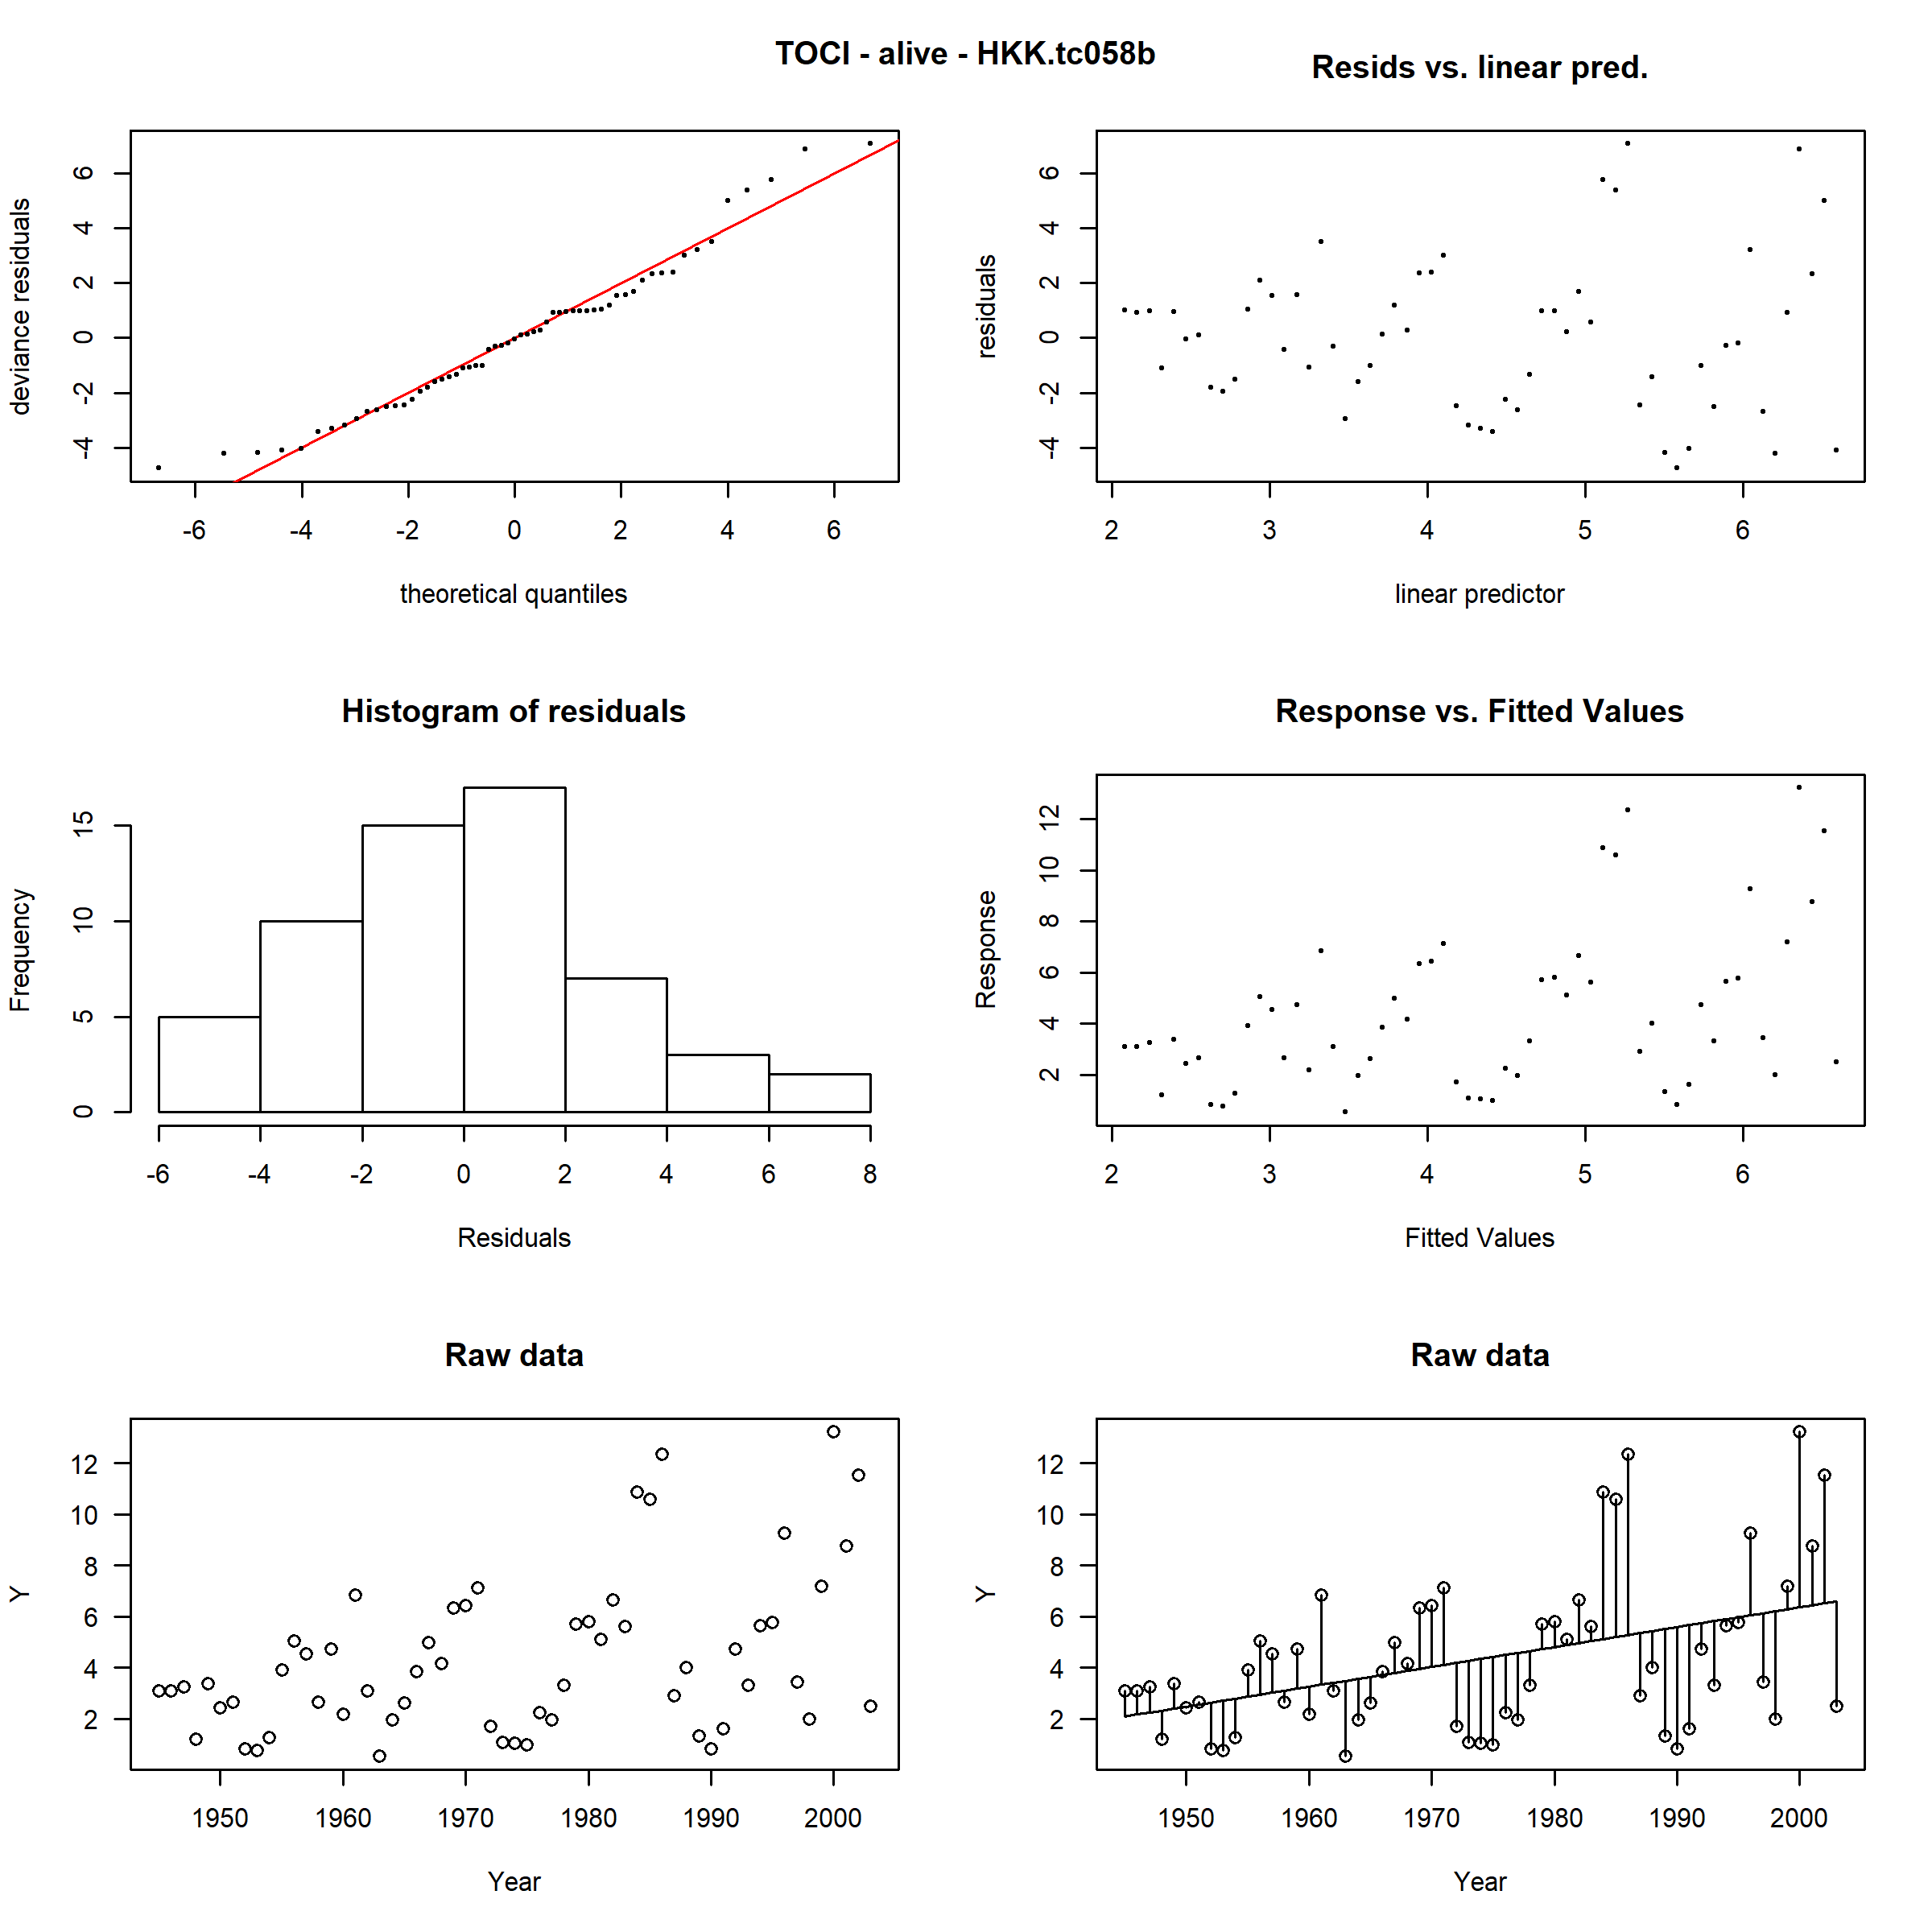 TOCI - alive - HKK.tc058b
Resids vs. linear pred.
deviance residuals
6
4
2
0
-2
-4
-6 -4 -2 0 2 4 6
theoretical quantiles
residuals
6
4
2
0
-2
-4
2 3 4 5 6
linear predictor
Histogram of residuals
Frequency
15
10
5
0
-6 -4 -2 0 2 4 6 8
Residuals
Response vs. Fitted Values
Response
12
10
8
6
4
2
2 3 4 5 6
Fitted Values
Raw data
Y
12
10
8
6
4
2
1950 1960 1970 1980 1990 2000
Year
Raw data
Y
12
10
8
6
4
2
1950 1960 1970 1980 1990 2000
Year